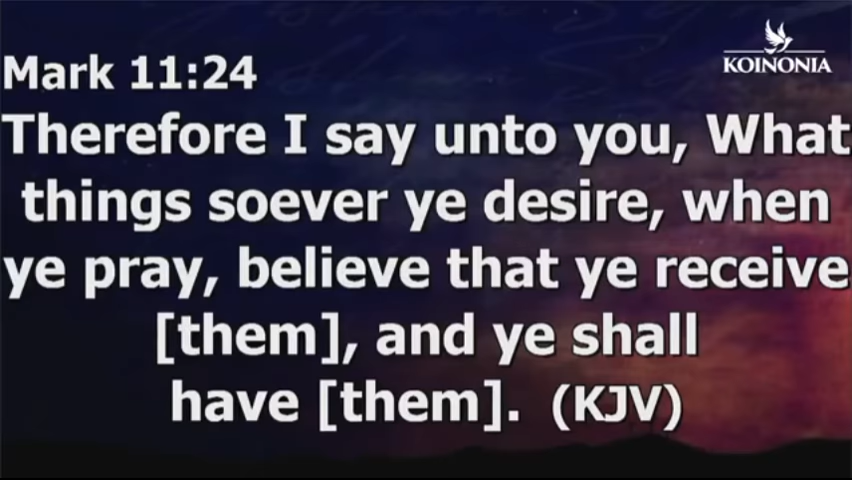 KOINONIA
Mark 11:24
Therefore I say unto you, What
things soever ye desire, when
ye pray, believe that ye receive
[them], and ye shall
have [them]. (KJV)